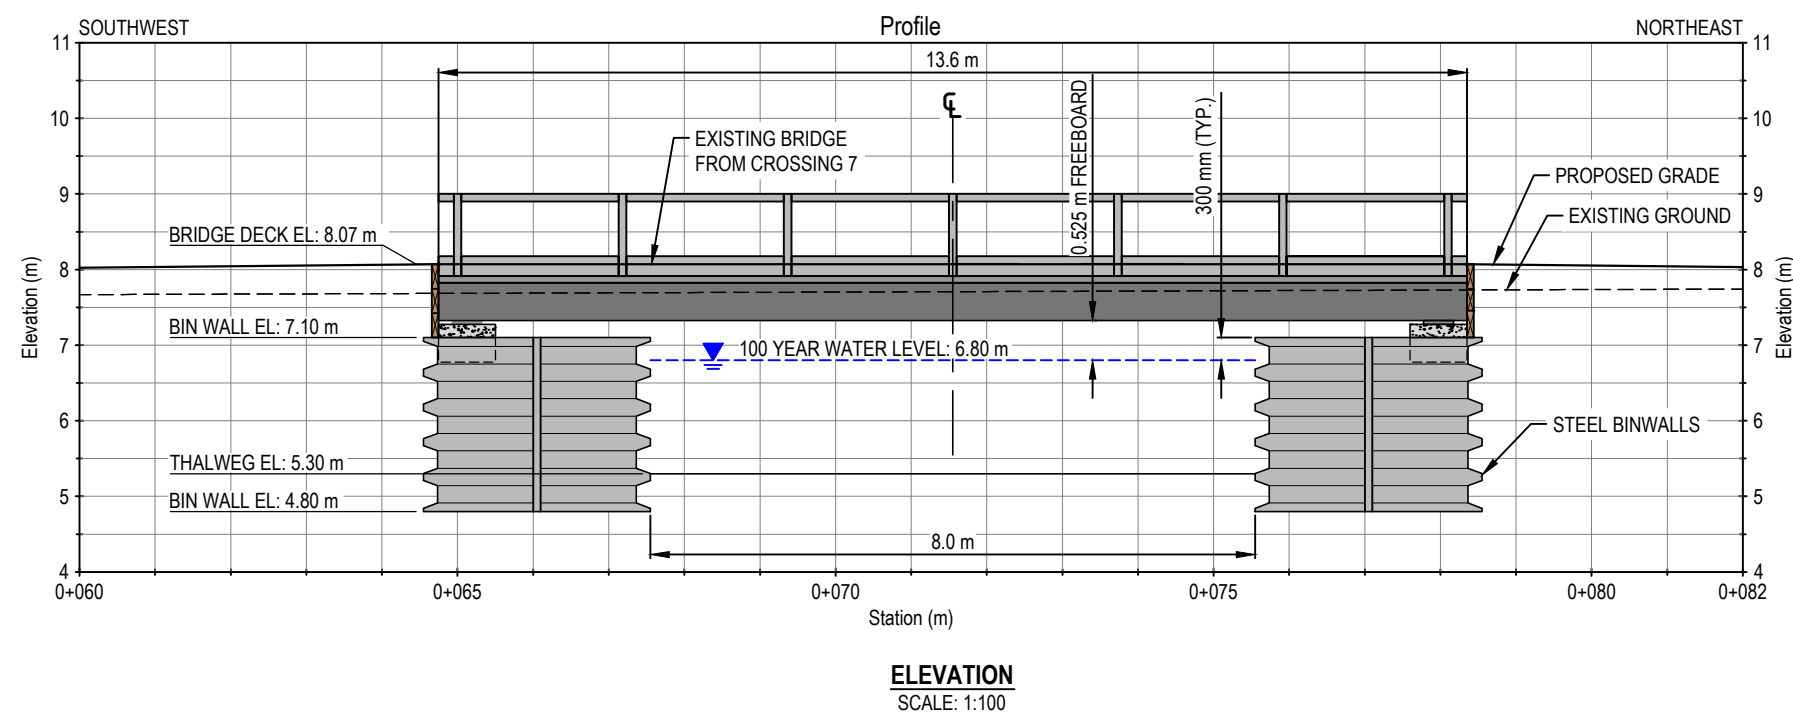 SOUTHWEST
Profile
NORTHEAST
11
11
13.6 m
10
10
℄
EXISTING BRIDGE
FROM CROSSING 7
0.525 m FREEBOARD
300 mm (TYP.)
PROPOSED GRADE
9
9
EXISTING GROUND
BRIDGE DECK EL: 8.07 m
8
8
Elevation (m)
Elevation (m)
BIN WALL EL: 7.10 m
7
7
100 YEAR WATER LEVEL: 6.80 m
6
6
STEEL BINWALLS
THALWEG EL: 5.30 m
5
5
BIN WALL EL: 4.80 m
8.0 m
4
4
0+060
0+065
0+070
0+075
0+080
0+082
Station (m)
ELEVATION
SCALE: 1:100